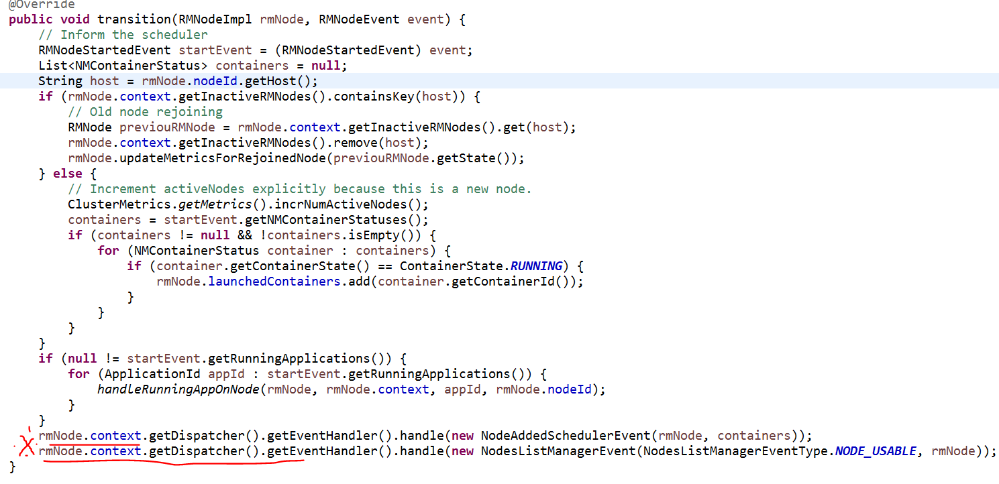 @Override
public void transition(RMNodeImpl rmNode, RMNodeEvent event) {
// Inform the scheduler
RMNodeStartedEvent startEvent = (RMNodeStartedEvent) event;
List<NMContainerStatus> containers = null;
String host = rmNode.nodeId.getHost();
if (rmNode.context.getInactiveRMNodes().containsKey(host)) {
// Old node rejoining
RMNode previouRMNode = rmNode.context.getInactiveRMNodes().get(host);
rmNode.context.getInactiveRMNodes().remove(host);
rmNode.updateMetricsForRejoinedNode(previouRMNode.getState());
} else {
// Increment activeNodes explicitly because this is a new node.
ClusterMetrics.getMetrics().incrNumActiveNodes();
containers = startEvent.getNMContainerStatuses();
if (containers != null && !containers.isEmpty()) {
for (NMContainerStatus container : containers) {
if (container.getContainerState() == ContainerState.RUNNING) {
rmNode.launchedContainers.add(container.getContainerId());
}
}
}
}
if (null != startEvent.getRunningApplications()) {
for (ApplicationId appId : startEvent.getRunningApplications()) {
handleRunningAppOnNode(rmNode, rmNode.context, appId, rmNode.nodeId);
}
}
rmNode.context.getDispatcher().getEventHandler().handle(new NodeAddedSchedulerEvent(rmNode, containers));
rmNode.context.getDispatcher().getEventHandler().handle(new NodesListManagerEvent(NodesListManagerEventType.NODE_USABLE, rmNode));
}